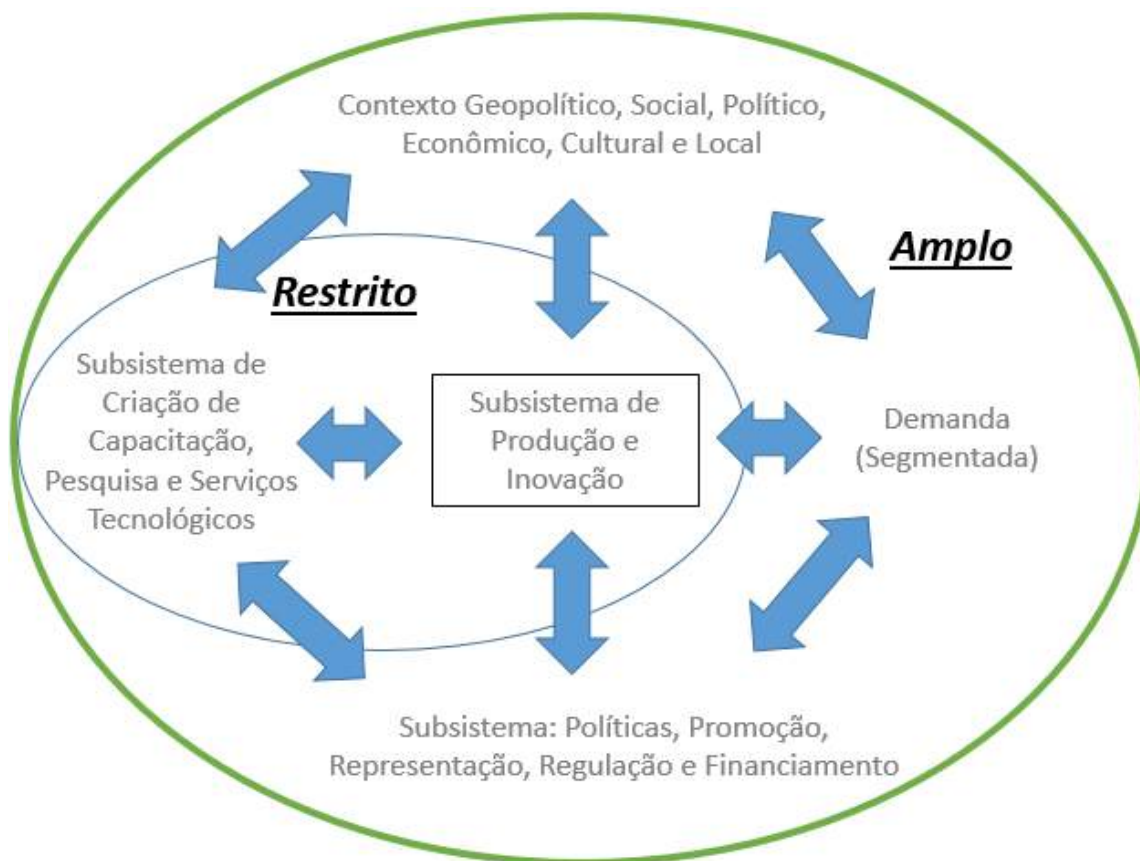 Contexto Geopolítico, Social, Político,
Econômico, Cultural e Local
Amplo
Restrito
Subsistema de
Criação de
Capacitação,
Pesquisa e Serviços
Tecnológicos
Subsistema de
Produção e
Inovação
Demanda
(Segmentada)
Subsistema: Políticas, Promoção,
Representação, Regulação e Financiamento